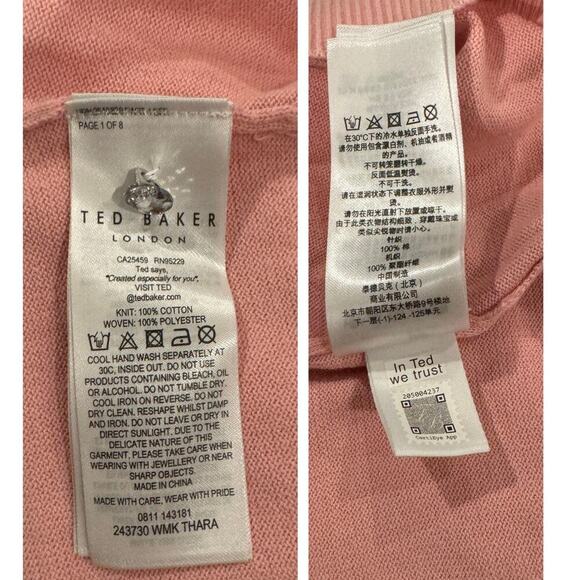 PAGE 1 OF 8
TED BAKER
LONDON
CA25459 RN95229
Ted says,
"Created especially for you".
VISIT TED
@tedbaker.com
KNIT: 100% COTTON
WOVEN: 100% POLYESTER
COOL HAND WASH SEPARATELY AT
30C, INSIDE OUT. DO NOT USE
PRODUCTS CONTAINING BLEACH, OIL
OR ALCOHOL. DO NOT TUMBLE DRY.
COOL IRON ON REVERSE. DO NOT
DRY CLEAN. RESHAPE WHILST DAMP
AND IRON. DO NOT LEAVE OR DRY IN
DIRECT SUNLIGHT. DUE TO THE
DELICATE NATURE OF THIS
GARMENT, PLEASE TAKE CARE WHEN
WEARING WITH JEWELLERY OR NEAR
SHARP OBJECTS.
MADE IN CHINA
MADE WITH CARE, WEAR WITH PRIDE
0811 143181
243730 WMK THARA
在30°C下的冷水单独反面手洗。
请勿使用包含漂白剂、机油或者酒精
的产品。
不可转笼翻转干燥。
反面低温熨烫。
不可干洗。
请在湿润状态下调整衣服外形并熨烫。
请勿在阳光直射下放置或晾干。
由于此类衣物结构细致，穿戴珠宝或
类似尖锐物时请小心。
针织
100% 棉
机织
100% 聚酯纤维
中国制造
泰德贝克（北京）
商业有限公司
北京市朝阳区东大桥路9号楼
下一层(-1)-124 -125单元
In Ted
we trust
205004237
CertiEye App